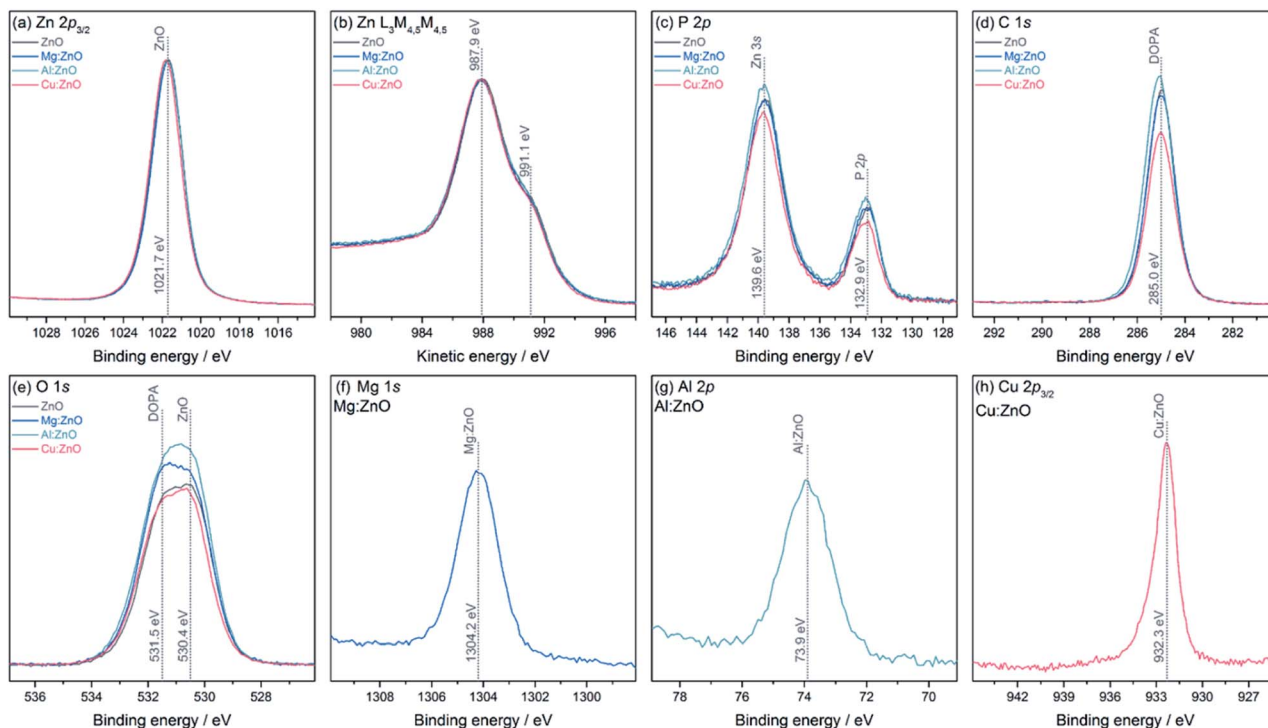 (a) Zn 2p3/2
ZnO
Mg:ZnO
Al:ZnO
Cu:ZnO
ZnO
1021.7 eV
1028 1026 1024 1022 1020 1018 1016
Binding energy / eV
(b) Zn L3M4,5M4,5
ZnO
Mg:ZnO
Al:ZnO
Cu:ZnO
987.9 eV
991.1 eV
980 984 988 992 996
Kinetic energy / eV
(c) P 2p
ZnO
Mg:ZnO
Al:ZnO
Cu:ZnO
Zn 3s
P 2p
139.6 eV
132.9 eV
146 144 142 140 138 136 134 132 130 128
Binding energy / eV
(d) C 1s
ZnO
Mg:ZnO
Al:ZnO
Cu:ZnO
DOPA
285.0 eV
292 290 288 286 284 282
Binding energy / eV
(e) O 1s
ZnO
Mg:ZnO
Al:ZnO
Cu:ZnO
DOPA
ZnO
531.5 eV
530.4 eV
536 534 532 530 528
Binding energy / eV
(f) Mg 1s
Mg:ZnO
Mg:ZnO
1304.2 eV
1308 1306 1304 1302 1300
Binding energy / eV
(g) Al 2p
Al:ZnO
Al:ZnO
73.9 eV
78 76 74 72 70
Binding energy / eV
(h) Cu 2p3/2
Cu:ZnO
Cu:ZnO
932.3 eV
942 939 936 933 930 927
Binding energy / eV